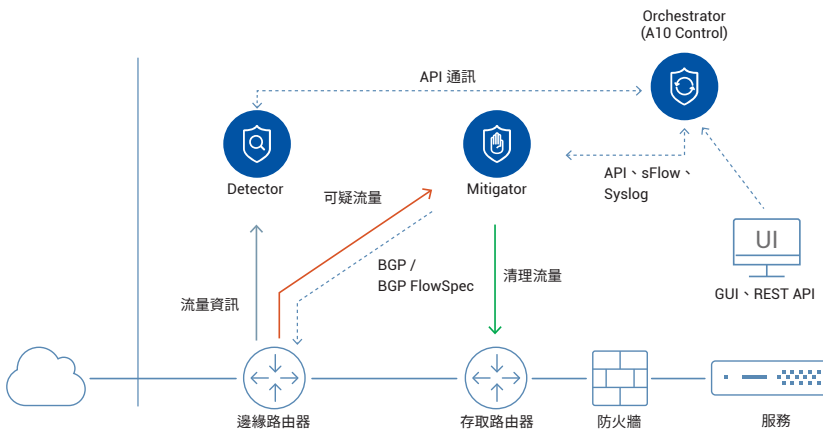 Orchestrator
(A10 Control)
API 通訊
Detector
Mitigator
API、sFlow、
Syslog
可疑流量
BGP /
BGP FlowSpec
清理流量
流量資訊
UI
GUI、REST API
邊緣路由器
存取路由器
防火牆
服務